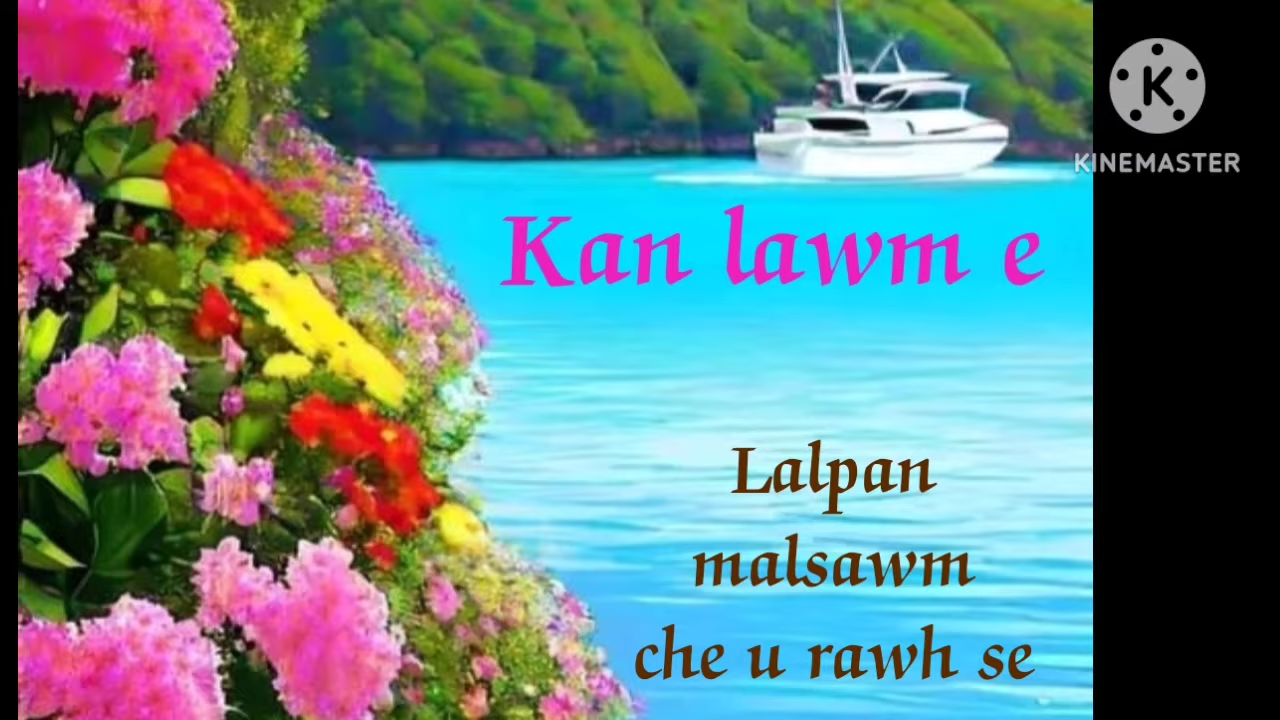 K
KINEMASTER
Kan lawm e
Lalpan
malsawm
che u rawh se